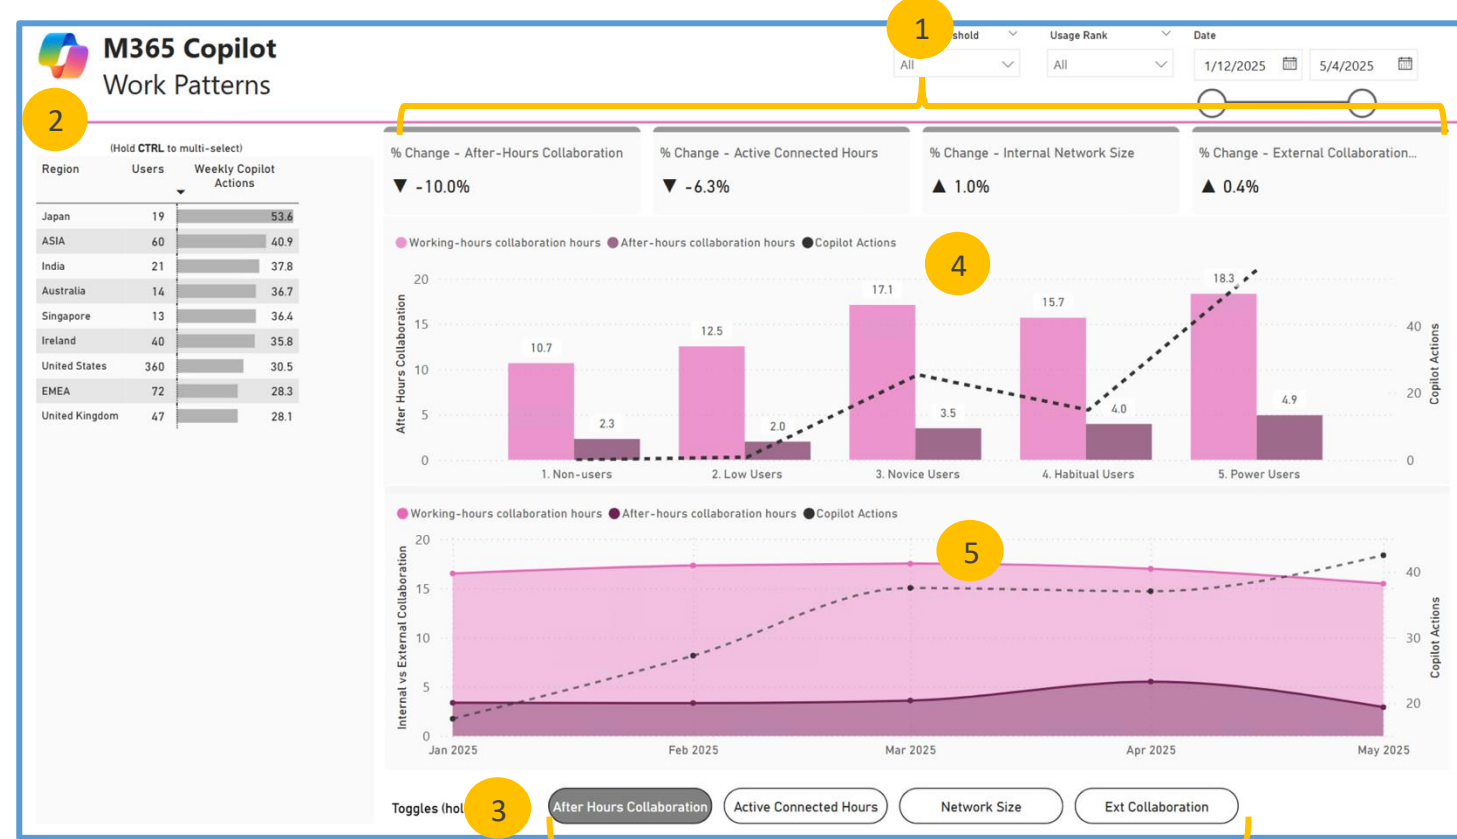 1
M365 Copilot
Work Patterns
shold
Usage Rank
Date
All
All
1/12/2025
5/4/2025
2
(Hold CTRL to multi-select)
Region Users Weekly Copilot Actions
Japan 19 53.6
ASIA 60 40.9
India 21 37.8
Australia 14 36.7
Singapore 13 36.4
Ireland 40 35.8
United States 360 30.5
EMEA 72 28.3
United Kingdom 47 28.1
% Change - After-Hours Collaboration
▼ -10.0%
% Change - Active Connected Hours
▼ -6.3%
% Change - Internal Network Size
▲ 1.0%
% Change - External Collaboration...
▲ 0.4%
Working-hours collaboration hours After-hours collaboration hours Copilot Actions
4
After Hours Collaboration
20
15
10
5
0
10.7
2.3
12.5
2.0
17.1
3.5
15.7
4.0
18.3
4.9
40
20
0
Copilot Actions
1. Non-users
2. Low Users
3. Novice Users
4. Habitual Users
5. Power Users
Working-hours collaboration hours After-hours collaboration hours Copilot Actions
5
Internal vs External Collaboration
20
15
10
5
0
40
30
20
Copilot Actions
Jan 2025
Feb 2025
Mar 2025
Apr 2025
May 2025
Toggles (hol
3
After Hours Collaboration
Active Connected Hours
Network Size
Ext Collaboration